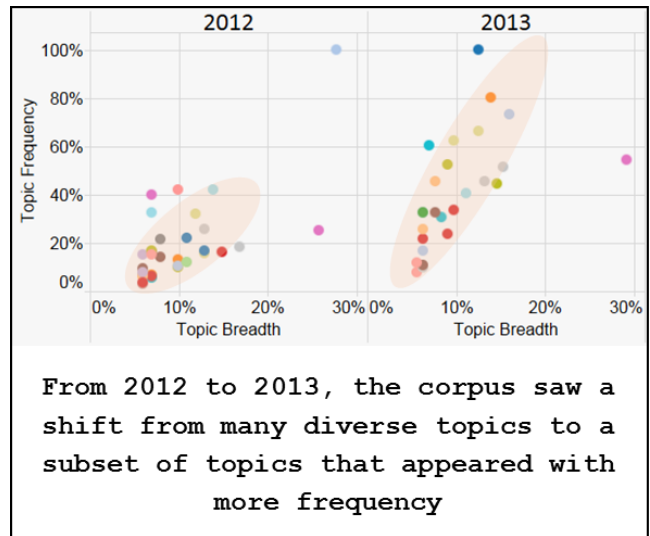 2012 2013
100%
80%
60%
40%
20%
0%
Topic Frequency
0% 10% 20% 30% 0% 10% 20% 30%
Topic Breadth Topic Breadth
From 2012 to 2013, the corpus saw a
shift from many diverse topics to a
subset of topics that appeared with
more frequency